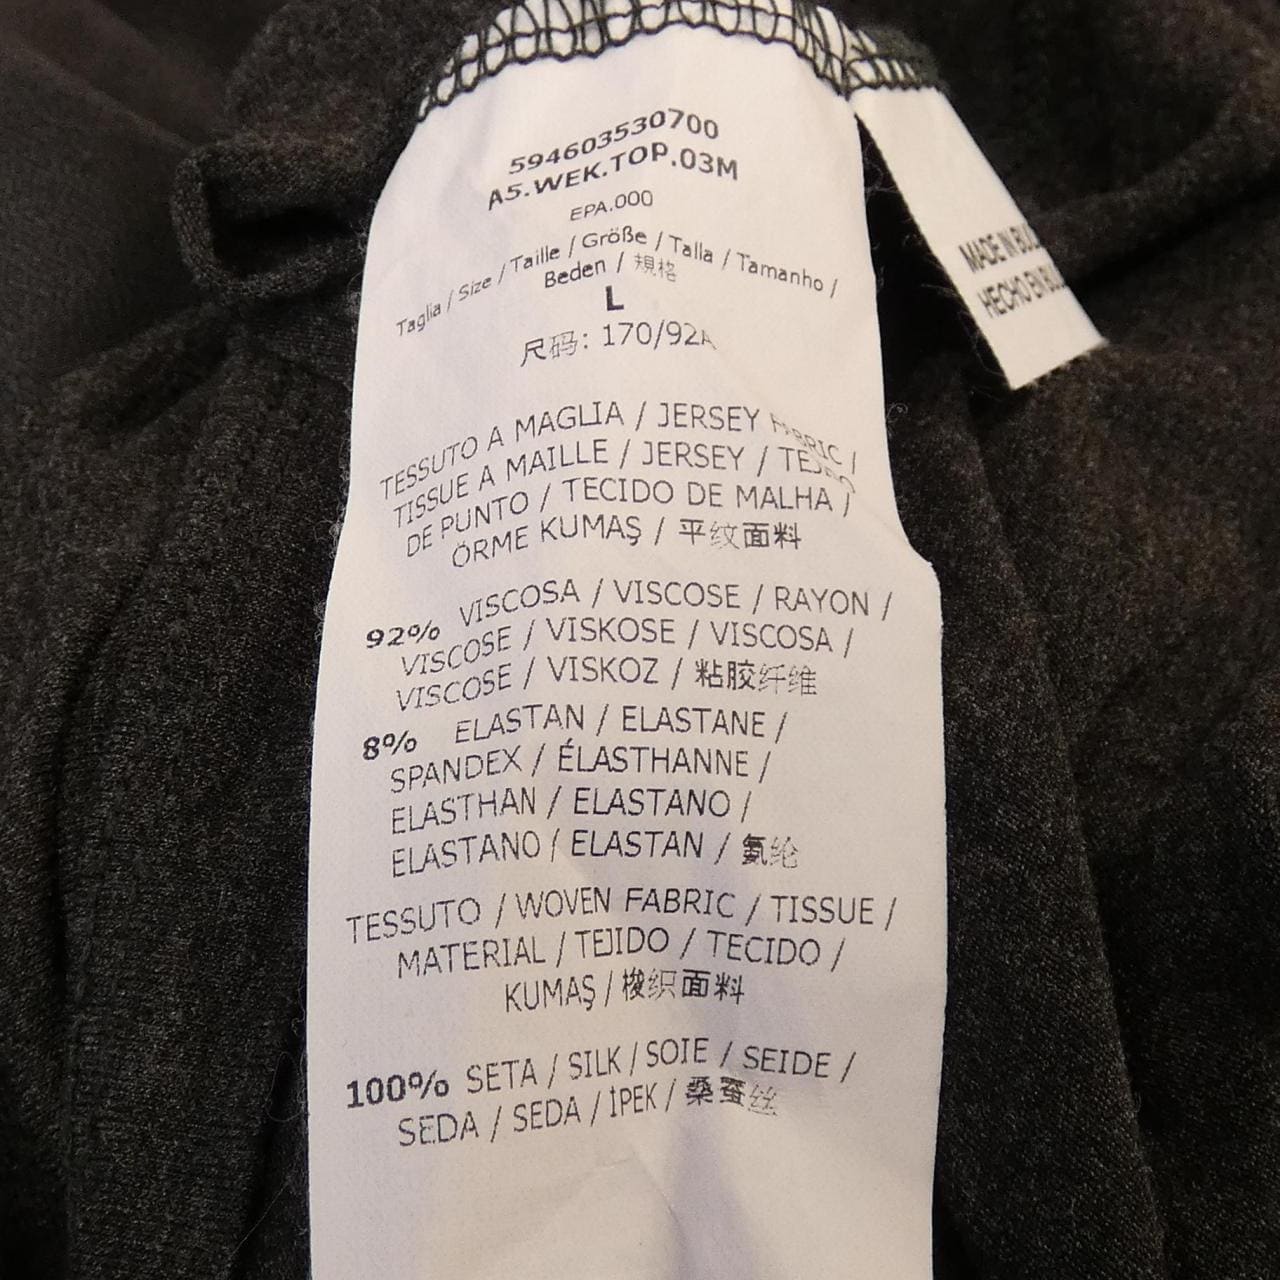 594603530700
A5.WEK.TOP.03M
EPA.000
Taglia / Size / Taille / Größe / Talla / Tamanho /
Beden / 規格
L
尺码: 170/92A
TESSUTO A MAGLIA / JERSEY FABRIC /
TISSUE A MAILLE / JERSEY / TEJIDO
DE PUNTO / TECIDO DE MALHA /
ÖRME KUMAŞ / 平纹面料
92% VISCOSA / VISCOSE / RAYON /
VISCOSE / VISKOSE / VISCOSA /
VISCOSE / VISKOZ / 粘胶纤维
8% ELASTAN / ELASTANE /
SPANDEX / ÉLASTHANNE /
ELASTHAN / ELASTANO /
ELASTANO / ELASTAN / 氨纶
TESSUTO / WOVEN FABRIC / TISSUE /
MATERIAL / TEJIDO / TECIDO /
KUMAŞ / 梭织面料
100% SETA / SILK / SOIE / SEIDE /
SEDA / SEDA / İPEK / 桑蚕丝
MADE IN
HECHO EN